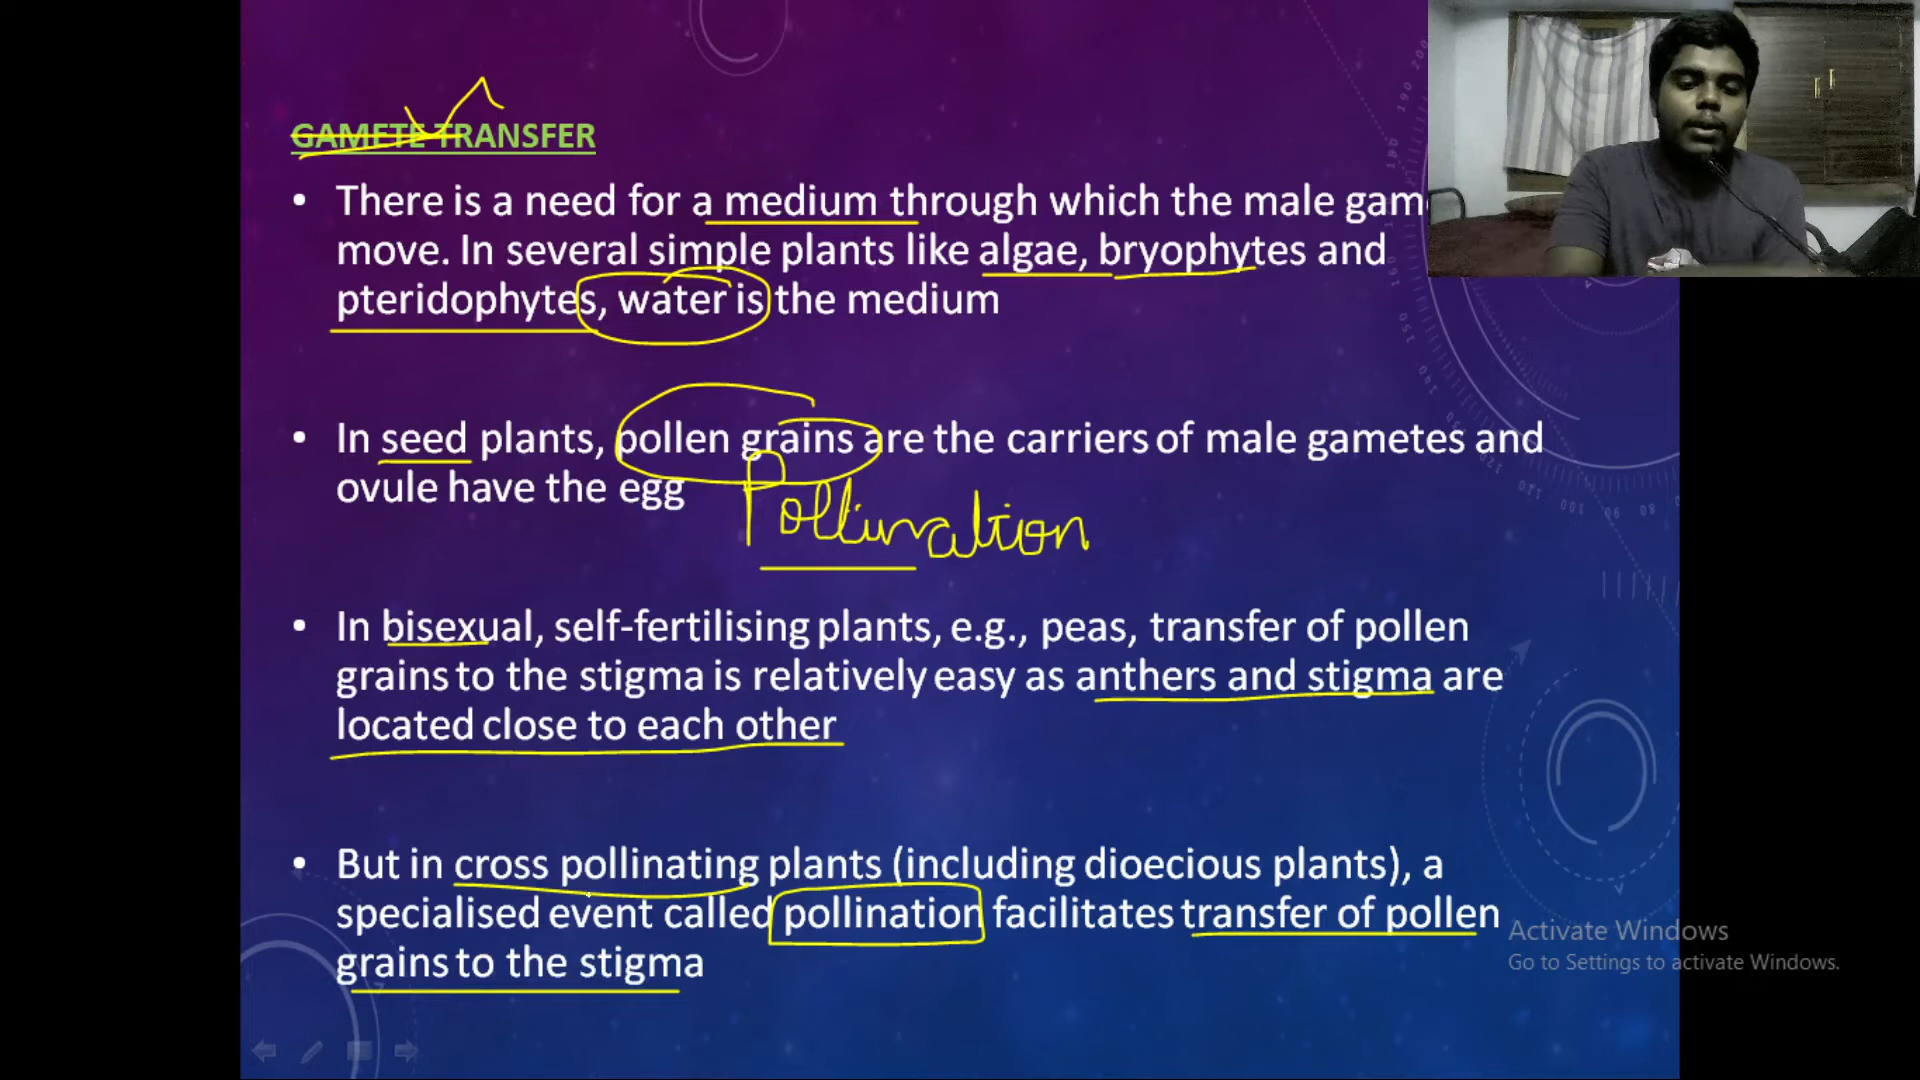 GAMETE TRANSFER
• There is a need for a medium through which the male gam
move. In several simple plants like algae, bryophytes and
pteridophytes, water is the medium
• In seed plants, pollen grains are the carriers of male gametes and
ovule have the egg
Pollination
• In bisexual, self-fertilising plants, e.g., peas, transfer of pollen
grains to the stigma is relatively easy as anthers and stigma are
located close to each other
• But in cross pollinating plants (including dioecious plants), a
specialised event called pollination facilitates transfer of pollen
grains to the stigma
Activate Windows
Go to Settings to activate Windows.